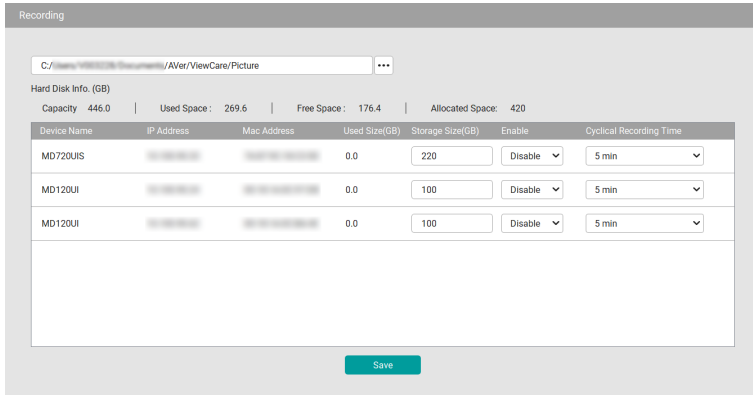 Recording
C:/ /AVer/ViewCare/Picture •••
Hard Disk Info. (GB)
Capacity 446.0 | Used Space : 269.6 | Free Space : 176.4 | Allocated Space: 420
Device Name IP Address Mac Address Used Size(GB) Storage Size(GB) Enable Cyclical Recording Time
MD720UIS 0.0 220 Disable 5 min
MD120UI 0.0 100 Disable 5 min
MD120UI 0.0 100 Disable 5 min
Save